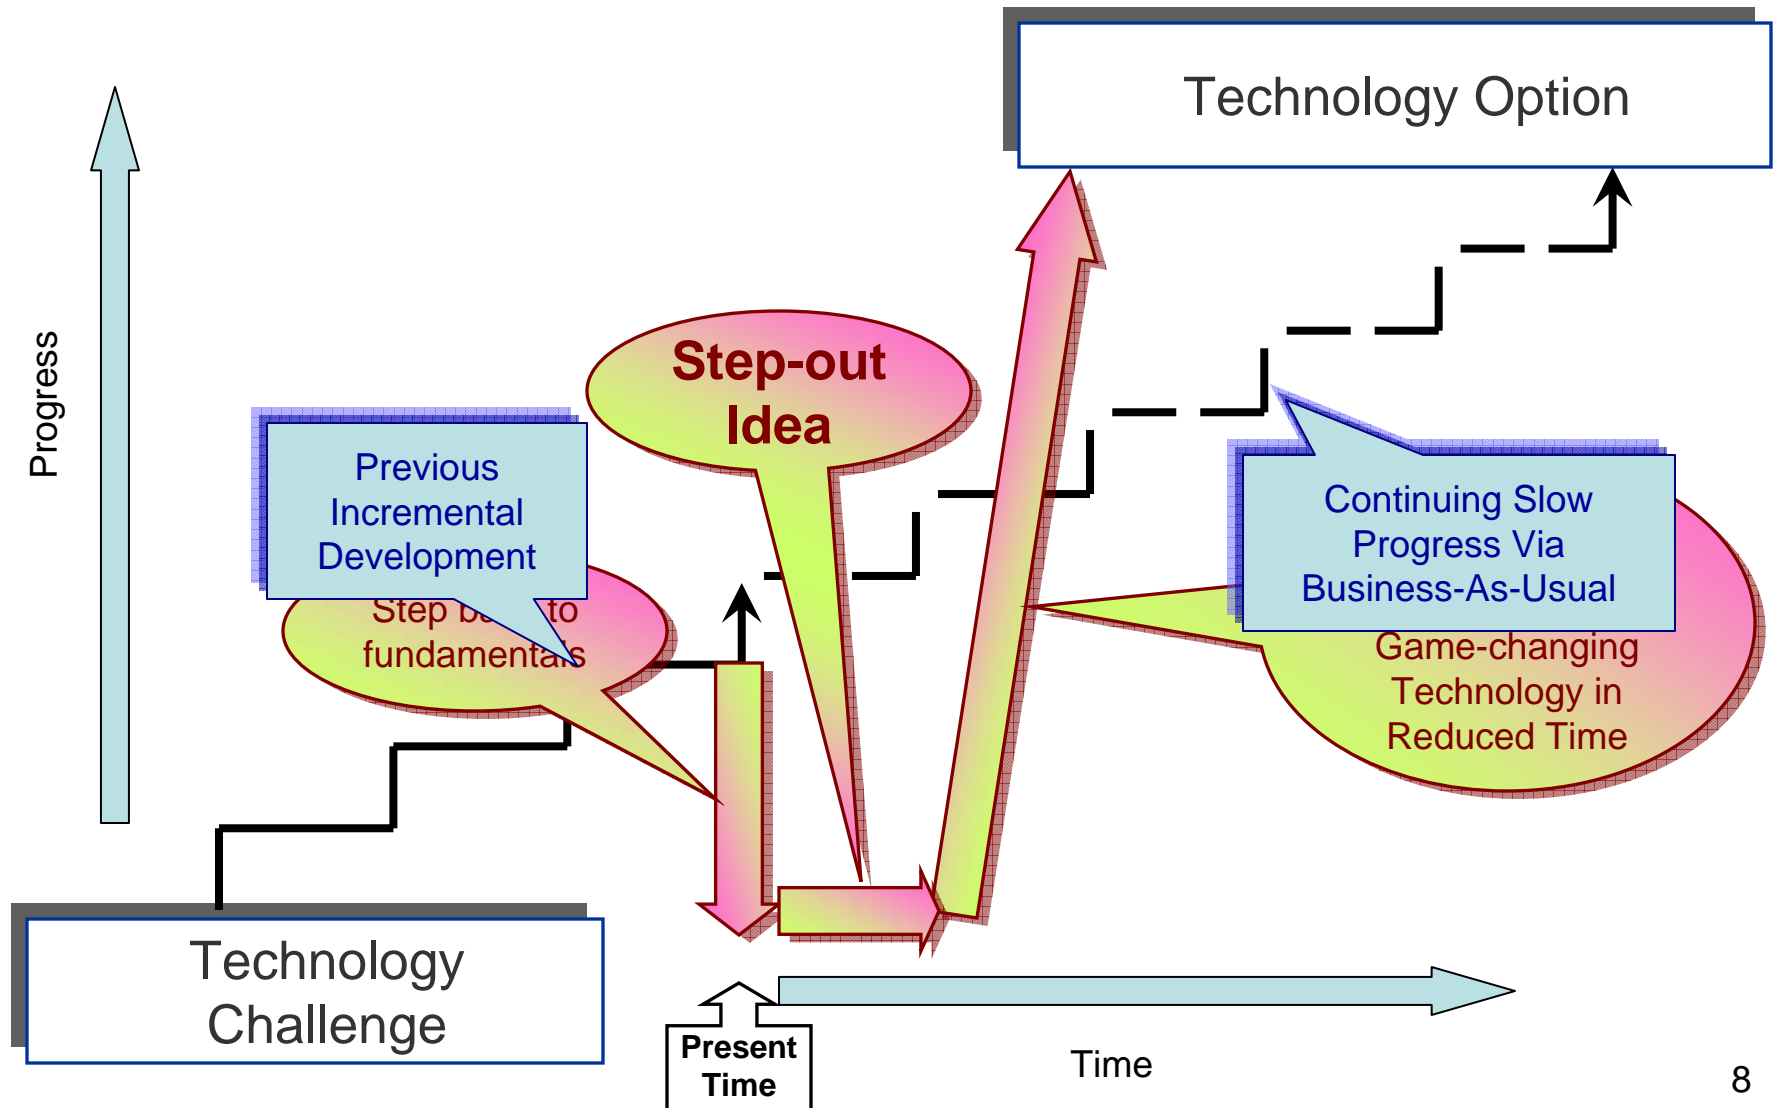 Technology Option
Progress
Step-out
Idea
Previous
Incremental
Development
Step to
fundamentals
Continuing Slow
Progress Via
Business-As-Usual
Game-changing
Technology in
Reduced Time
Technology
Challenge
Present
Time
Time
8